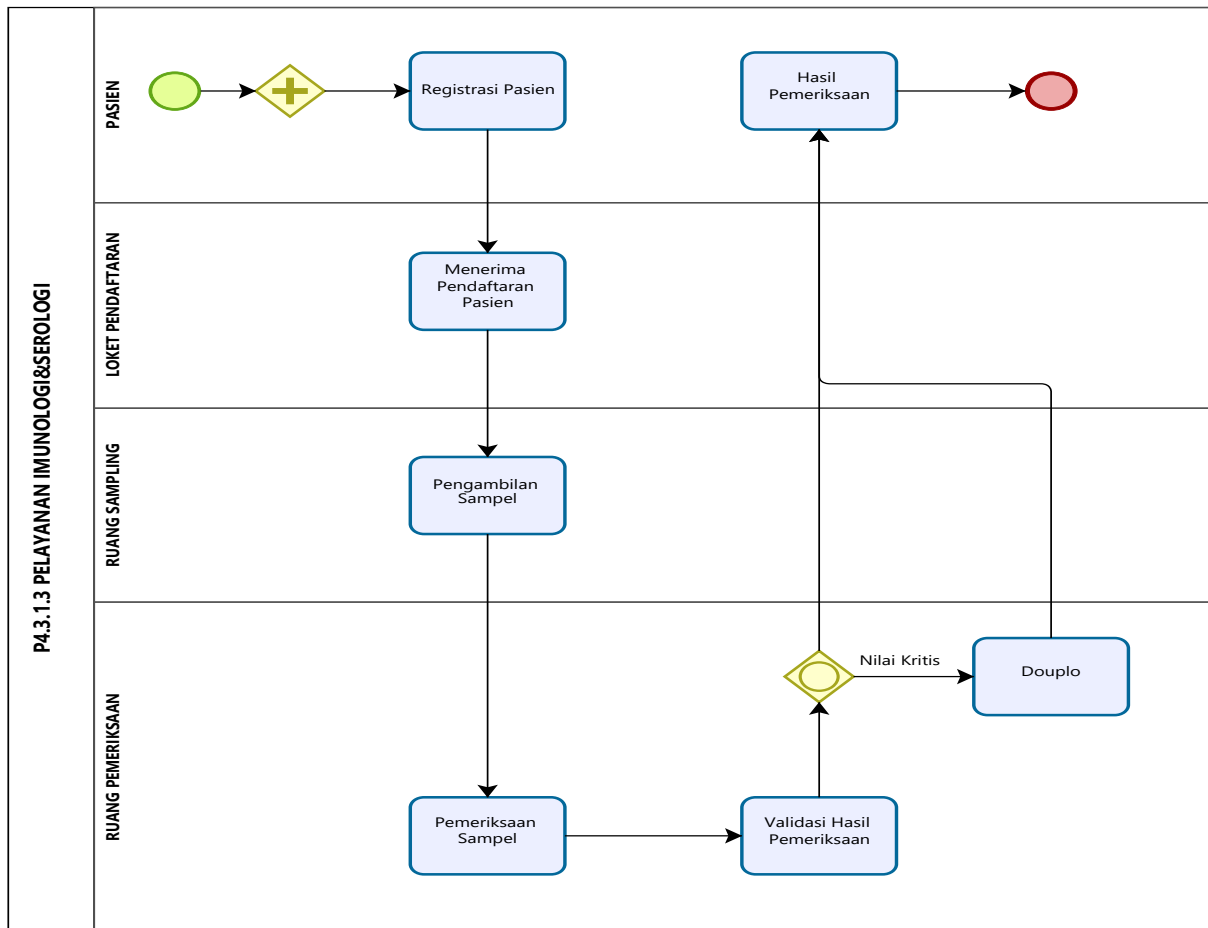 P4.3.1.3 PELAYANAN IMUNOLOGI&SEROLOGI
PASIEN
Registrasi Pasien
Hasil
Pemeriksaan
LOKET PENDAFTARAN
Menerima
Pendaftaran
Pasien
RUANG SAMPLING
Pengambilan
Sampel
RUANG PEMERIKSAAN
Nilai Kritis
Douplo
Pemeriksaan
Sampel
Validasi Hasil
Pemeriksaan